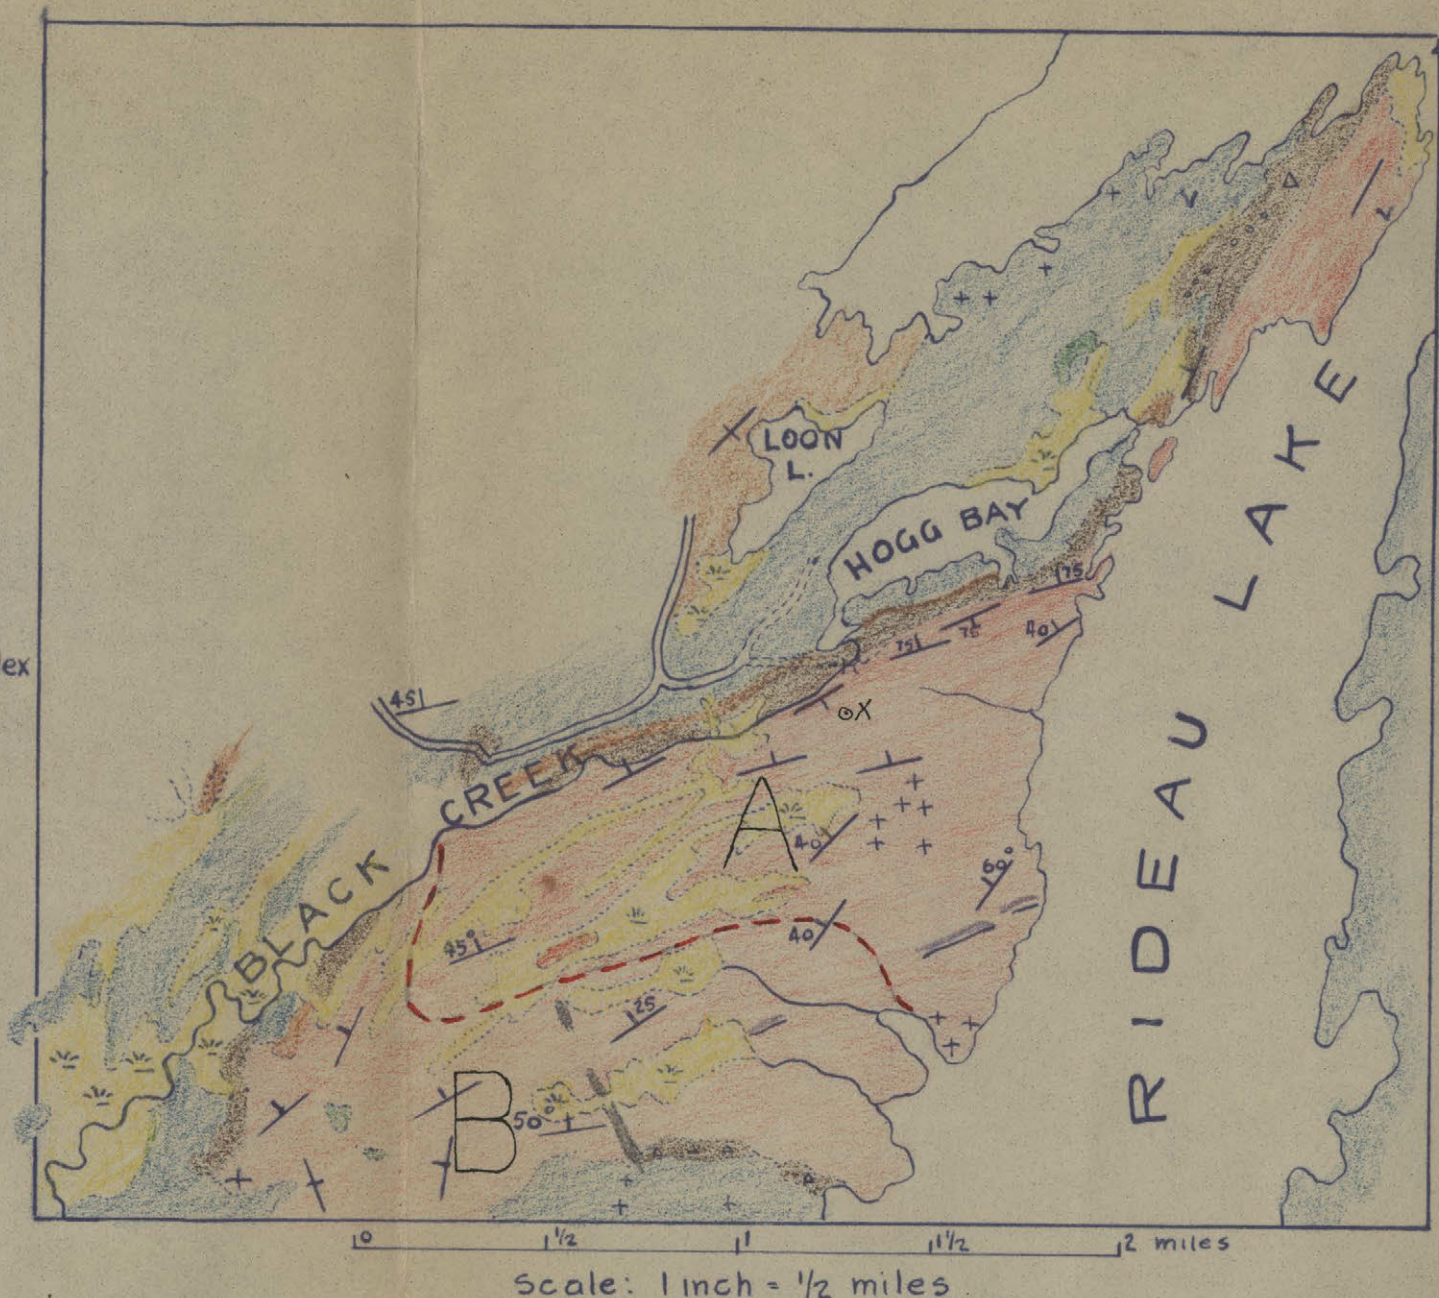 LOON
L.
HOGG BAY
RIDEAU LAKE
BLACK CREEK
ex
45
75
75
75
40
X
A
40
60°
45°
40
25
B
50
0 1/2 1 1 1/2 2 miles
scale: 1 inch = 1/2 miles